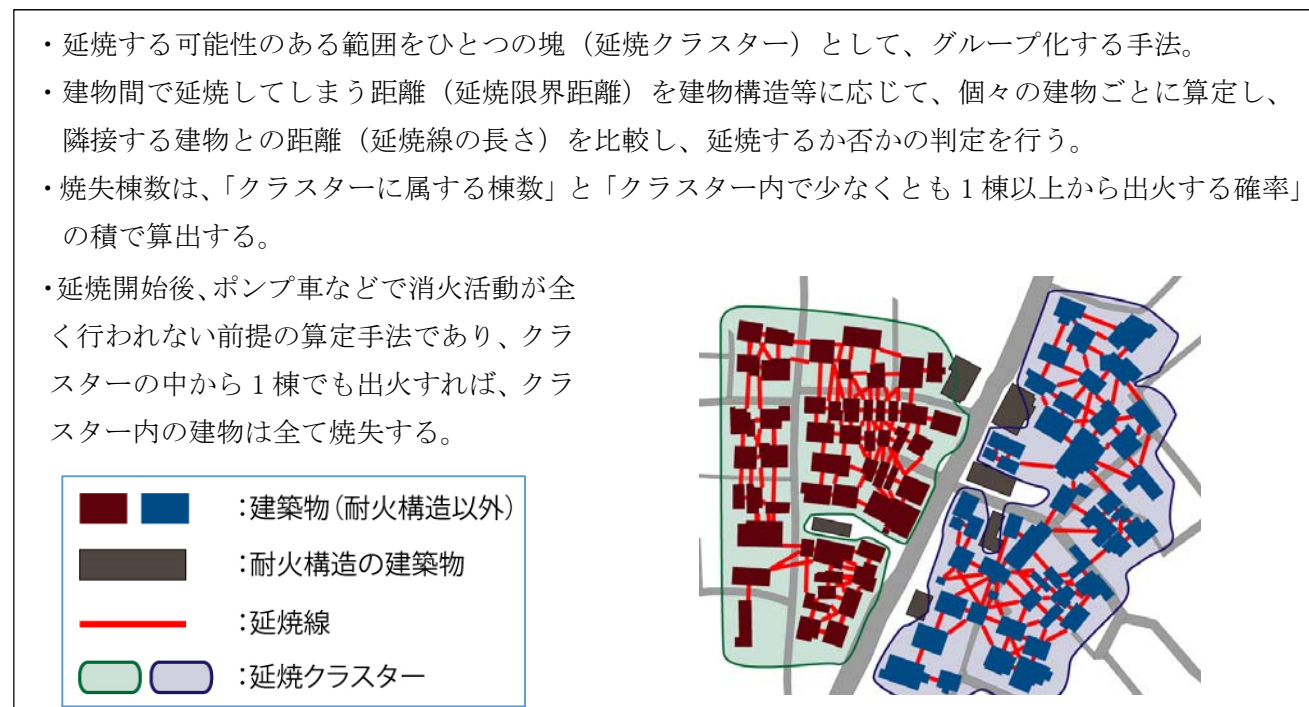 ・延焼する可能性のある範囲をひとつの塊（延焼クラスター）として、グループ化する手法。
・建物間で延焼してしまう距離（延焼限界距離）を建物構造等に応じて、個々の建物ごとに算定し、
隣接する建物との距離（延焼線の長さ）を比較し、延焼するか否かの判定を行う。
・焼失棟数は、「クラスターに属する棟数」と「クラスター内で少なくとも１棟以上から出火する確率」
の積で算出する。
・延焼開始後、ポンプ車などで消火活動が全
く行われない前提の算定手法であり、クラ
スターの中から１棟でも出火すれば、クラ
スター内の建物は全て焼失する。
：建築物（耐火構造以外）
：耐火構造の建築物
：延焼線
：延焼クラスター